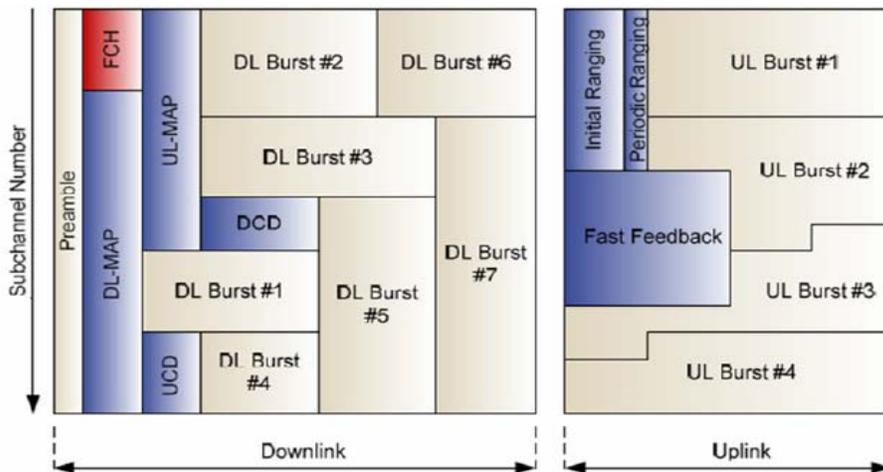 Subchannel Number
Preamble
FCH
DL-MAP
UL-MAP
DL Burst #2
DL Burst #6
DL Burst #3
DCD
DL Burst #1
UCD
DL Burst
#4
DL Burst
#5
DL Burst
#7
Initial Ranging
Periodic Ranging
UL Burst #1
UL Burst #2
Fast Feedback
UL Burst #3
UL Burst #4
Downlink
Uplink